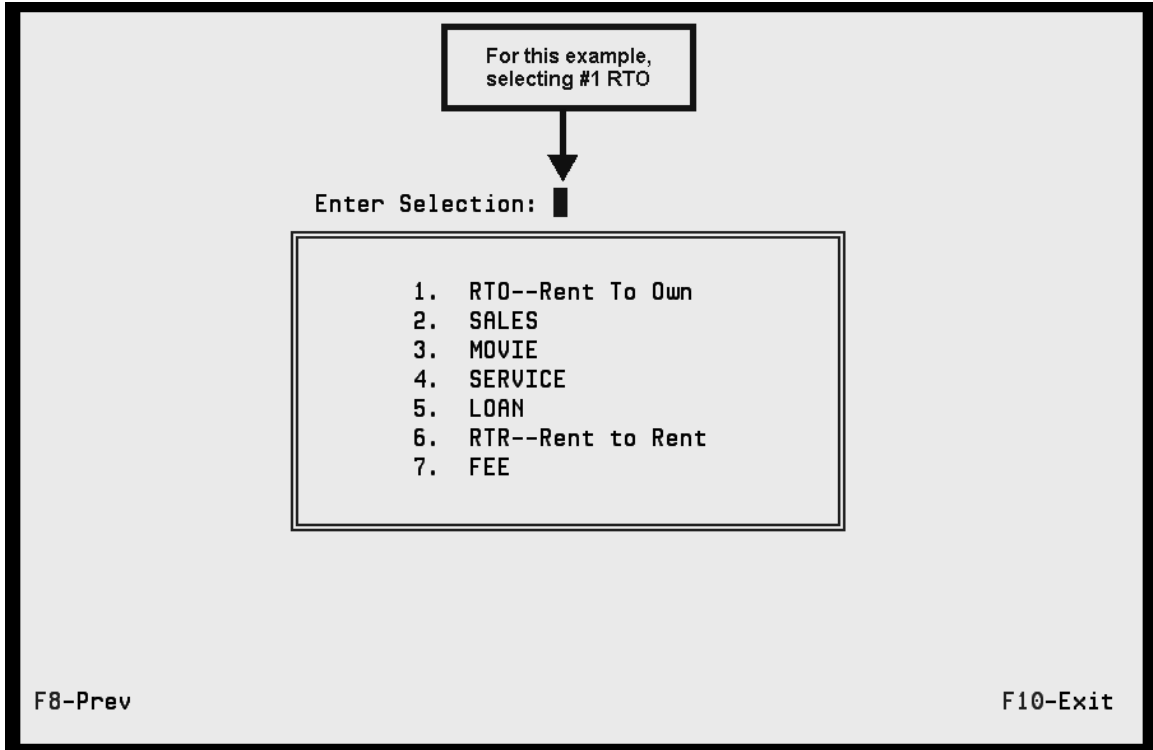 For this example,
selecting #1 RTO
Enter Selection:
1. RTO--Rent To Own
2. SALES
3. MOVIE
4. SERVICE
5. LOAN
6. RTR--Rent to Rent
7. FEE
F8-Prev F10-Exit